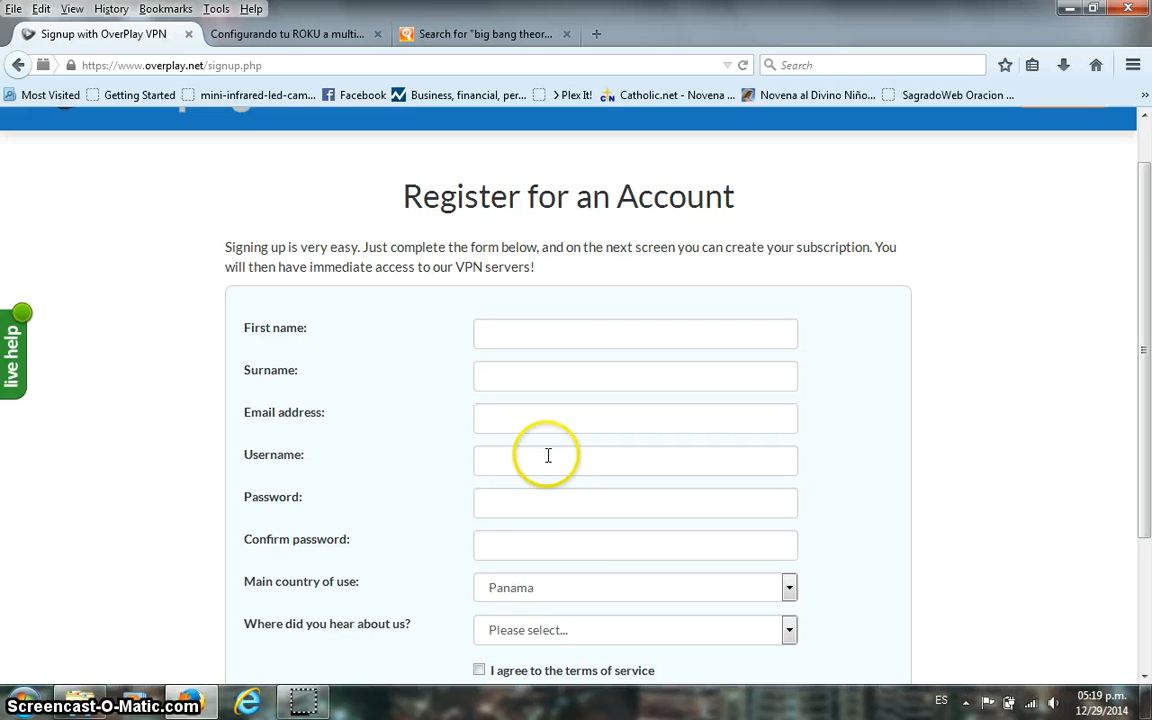 File Edit View History Bookmarks Tools Help
Signup with OverPlay VPN
Configurando tu ROKU a multi...
Search for "big bang theor...
https://www.overplay.net/signup.php
Search
Most Visited
Getting Started
mini-infrared-led-cam...
Facebook
Business, financial, per...
> Plex It!
Catholic.net - Novena ...
Novena al Divino Niño...
SagradoWeb Oracion ...
Register for an Account
Signing up is very easy. Just complete the form below, and on the next screen you can create your subscription. You
will then have immediate access to our VPN servers!
live help
First name:
Surname:
Email address:
Username:
Password:
Confirm password:
Main country of use:
Panama
Where did you hear about us?
Please select...
I agree to the terms of service
Screencast-O-Matic.com
ES
05:19 p.m.
12/29/2014